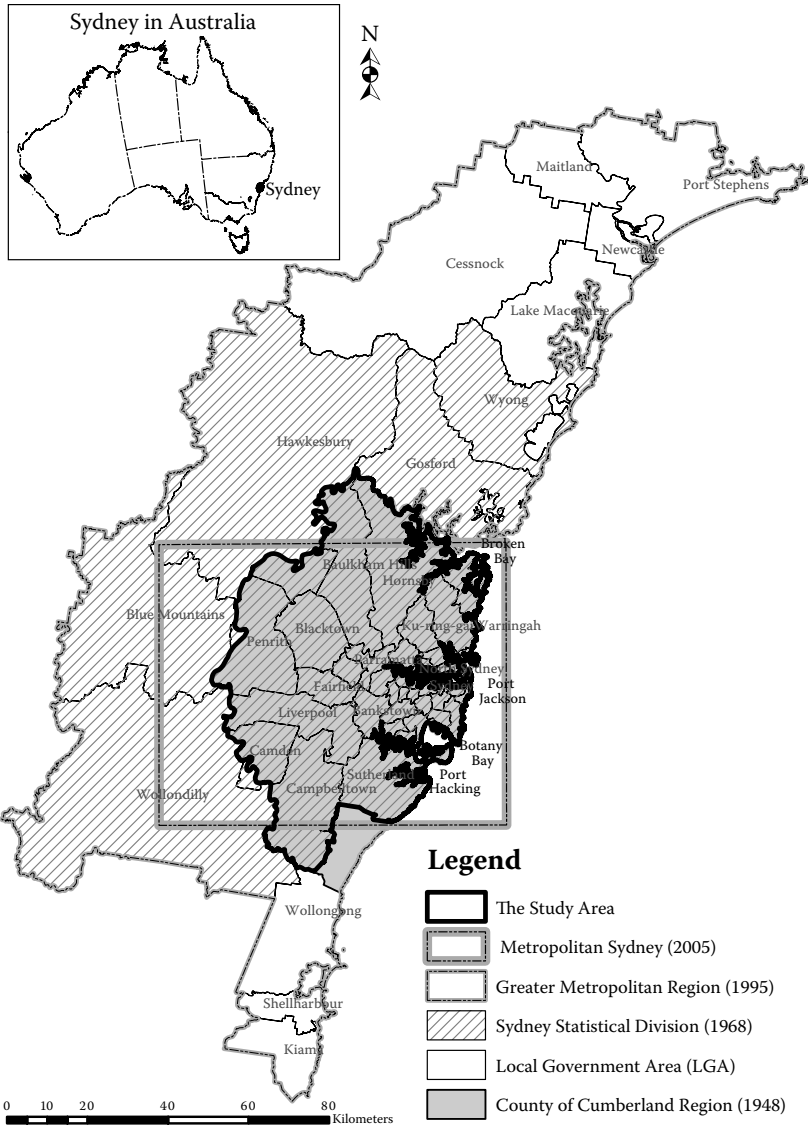 Sydney in Australia
N
Sydney
Maitland
Port Stephens
Newcastle
Cessnock
Lake Macquarie
Wyong
Hawkesbury
Gosford
Broken
Bay
Baulkham Hills
Hornsby
Blue Mountains
Ku-ring-gai
Warringah
Blacktown
Penrith
Parramatta
North Sydney
Fairfield
Sydney
Port
Jackson
Liverpool
Bankstown
Camden
Botany
Bay
Sutherland
Port
Hacking
Campbelltown
Wollondilly
Legend
The Study Area
Wollongong
Metropolitan Sydney (2005)
Greater Metropolitan Region (1995)
Shellharbour
Sydney Statistical Division (1968)
Kiama
Local Government Area (LGA)
County of Cumberland Region (1948)
0 10 20 40 60 80
Kilometers